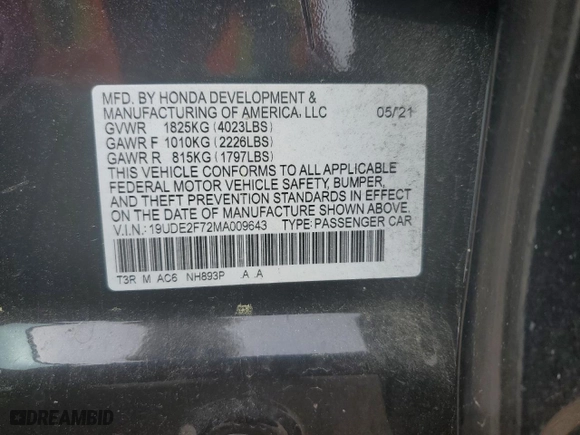 MFD. BY HONDA DEVELOPMENT &
MANUFACTURING OF AMERICA, LLC 05/21
GVWR 1825KG (4023LBS)
GAWR F 1010KG (2226LBS)
GAWR R 815KG (1797LBS)
THIS VEHICLE CONFORMS TO ALL APPLICABLE
FEDERAL MOTOR VEHICLE SAFETY, BUMPER,
AND THEFT PREVENTION STANDARDS IN EFFECT
ON THE DATE OF MANUFACTURE SHOWN ABOVE.
V.I.N.: 19UDE2F72MA009643 TYPE: PASSENGER CAR
T3R M AC6 NH893P .A .A
DREAMBID